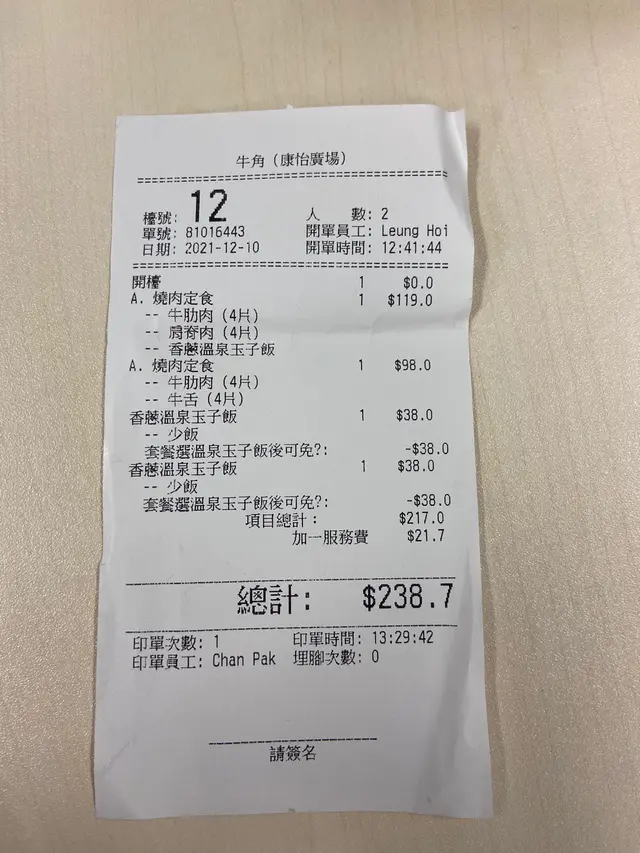 牛角 (康怡廣場)
檯號: 12 人 數: 2
單號: 81016443 開單員工: Leung Hoi
日期: 2021-12-10 開單時間: 12:41:44
開檯 1 $0.0
A. 燒肉定食 1 $119.0
-- 牛肋肉 (4片)
-- 肩脊肉 (4片)
-- 香蔥溫泉玉子飯
A. 燒肉定食 1 $98.0
-- 牛肋肉 (4片)
-- 牛舌 (4片)
香蔥溫泉玉子飯 1 $38.0
-- 少飯
套餐選溫泉玉子飯後可免?: -$38.0
香蔥溫泉玉子飯 1 $38.0
-- 少飯
套餐選溫泉玉子飯後可免?: -$38.0
項目總計: $217.0
加一服務費 $21.7
總計: $238.7
印單次數: 1 印單時間: 13:29:42
印單員工: Chan Pak 埋腳次數: 0
請簽名